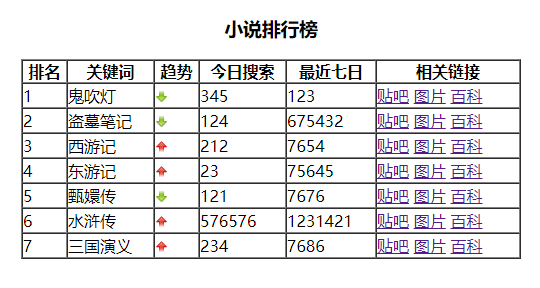 小说排行榜
排名 关键词 趋势 今日搜索 最近七日 相关链接
1 鬼吹灯 345 123 贴吧 图片 百科
2 盗墓笔记 124 675432 贴吧 图片 百科
3 西游记 212 7654 贴吧 图片 百科
4 东游记 23 75645 贴吧 图片 百科
5 甄嬛传 121 7676 贴吧 图片 百科
6 水浒传 576576 1231421 贴吧 图片 百科
7 三国演义 234 7686 贴吧 图片 百科